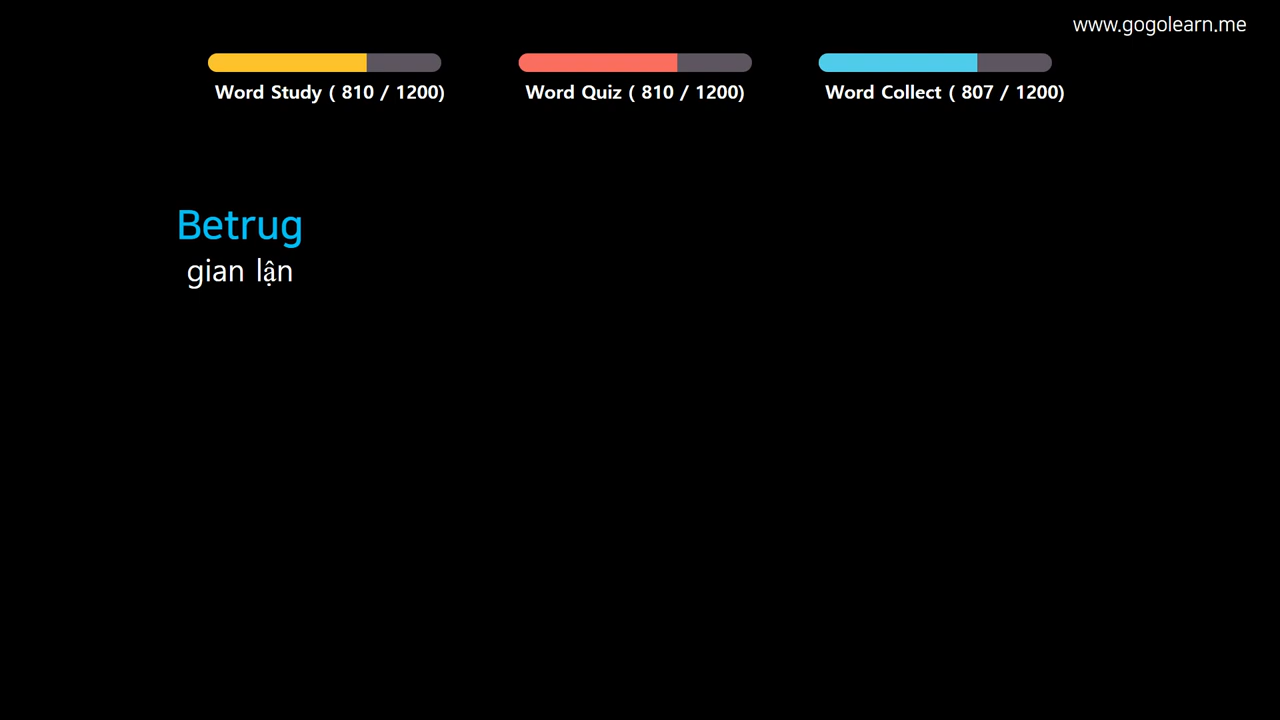 www.gogolearn.me
Word Study ( 810 / 1200)
Word Quiz ( 810 / 1200)
Word Collect ( 807 / 1200)
Betrug
gian lận